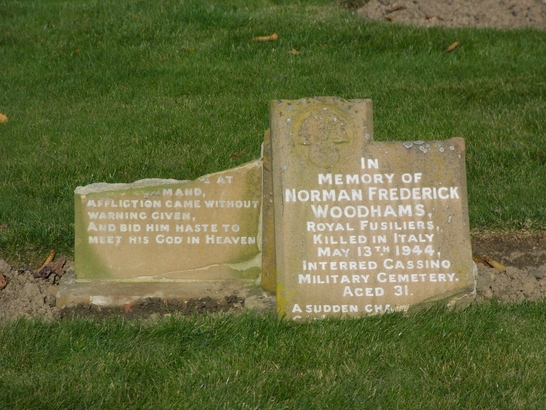 AT
MAND,
AFFLICTION CAME WITHOUT
WARNING GIVEN,
AND BID HIM HASTE TO
MEET HIS GOD IN HEAVEN
IN
MEMORY OF
NORMAN FREDERICK
WOODHAMS,
ROYAL FUSILIERS,
KILLED IN ITALY
MAY 13TH 1944,
INTERRED CASSINO
MILITARY CEMETERY.
AGED 31.
A SUDDEN